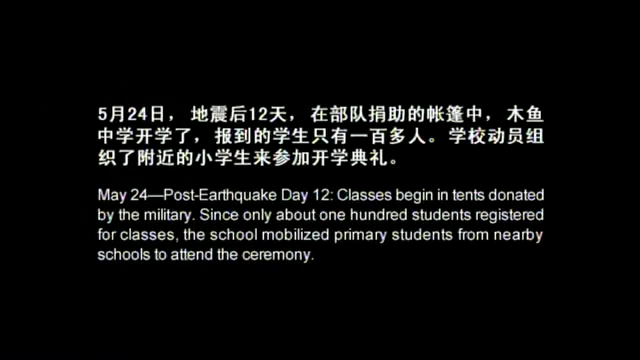 5月24日，地震后12天，在部队捐助的帐篷中，木鱼
中学开学了，报到的学生只有一百多人。学校动员组
织了附近的小学生来参加开学典礼。
May 24—Post-Earthquake Day 12: Classes begin in tents donated
by the military. Since only about one hundred students registered
for classes, the school mobilized primary students from nearby
schools to attend the ceremony.